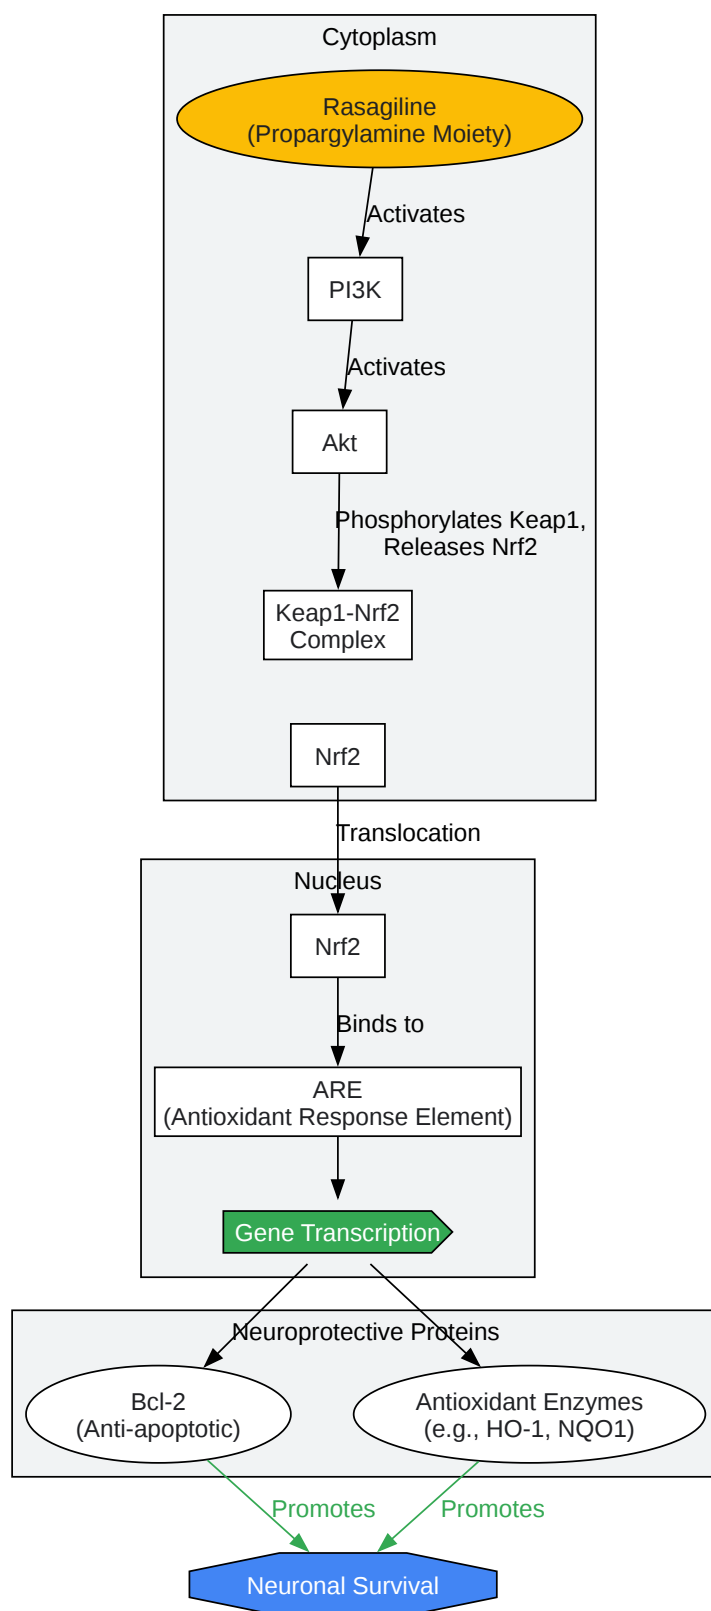 Cytoplasm
Rasagiline
(Propargylamine Moiety)
Activates
PI3K
Activates
Akt
Phosphorylates Keap1,
Releases Nrf2
Keap1-Nrf2
Complex
Nrf2
Translocation
Nucleus
Nrf2
Binds to
ARE
(Antioxidant Response Element)
Gene Transcription
Neuroprotective Proteins
Bcl-2
(Anti-apoptotic)
Antioxidant Enzymes
(e.g., HO-1, NQO1)
Promotes
Promotes
Neuronal Survival